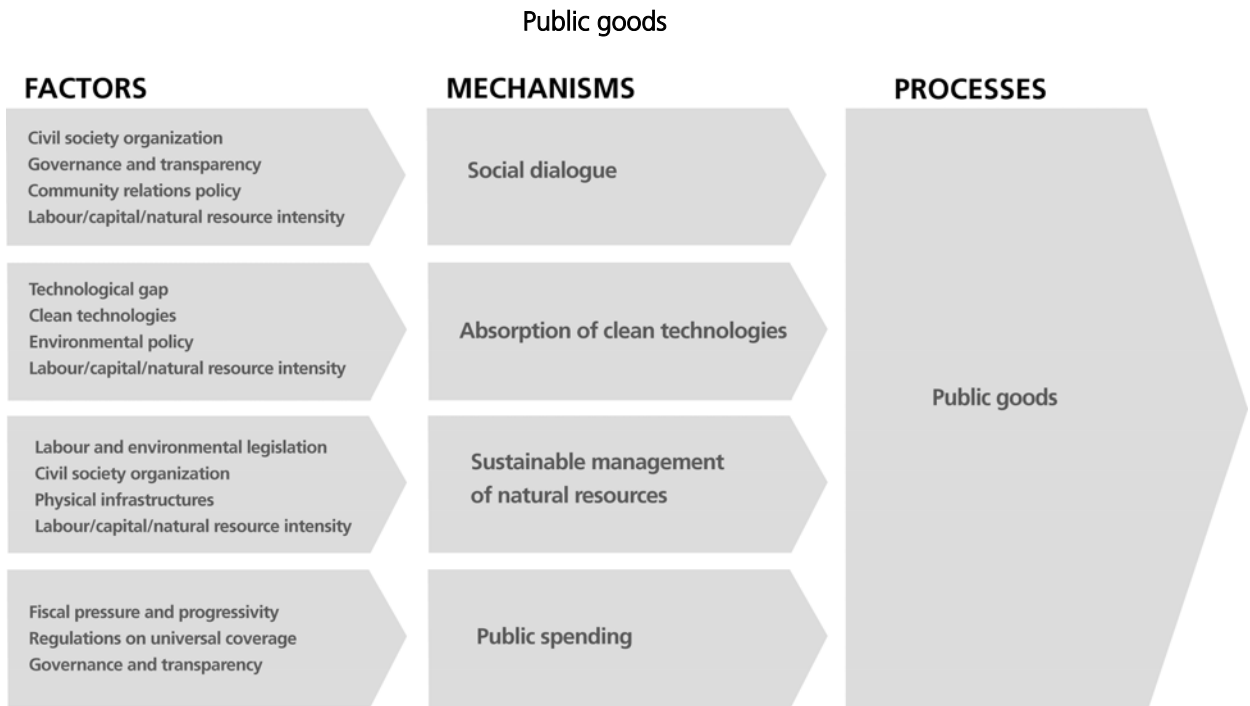 Public goods
FACTORS
MECHANISMS
PROCESSES
Civil society organization
Governance and transparency
Community relations policy
Labour/capital/natural resource intensity
Social dialogue
Technological gap
Clean technologies
Environmental policy
Labour/capital/natural resource intensity
Absorption of clean technologies
Labour and environmental legislation
Civil society organization
Physical infrastructures
Labour/capital/natural resource intensity
Sustainable management
of natural resources
Fiscal pressure and progressivity
Regulations on universal coverage
Governance and transparency
Public spending
Public goods